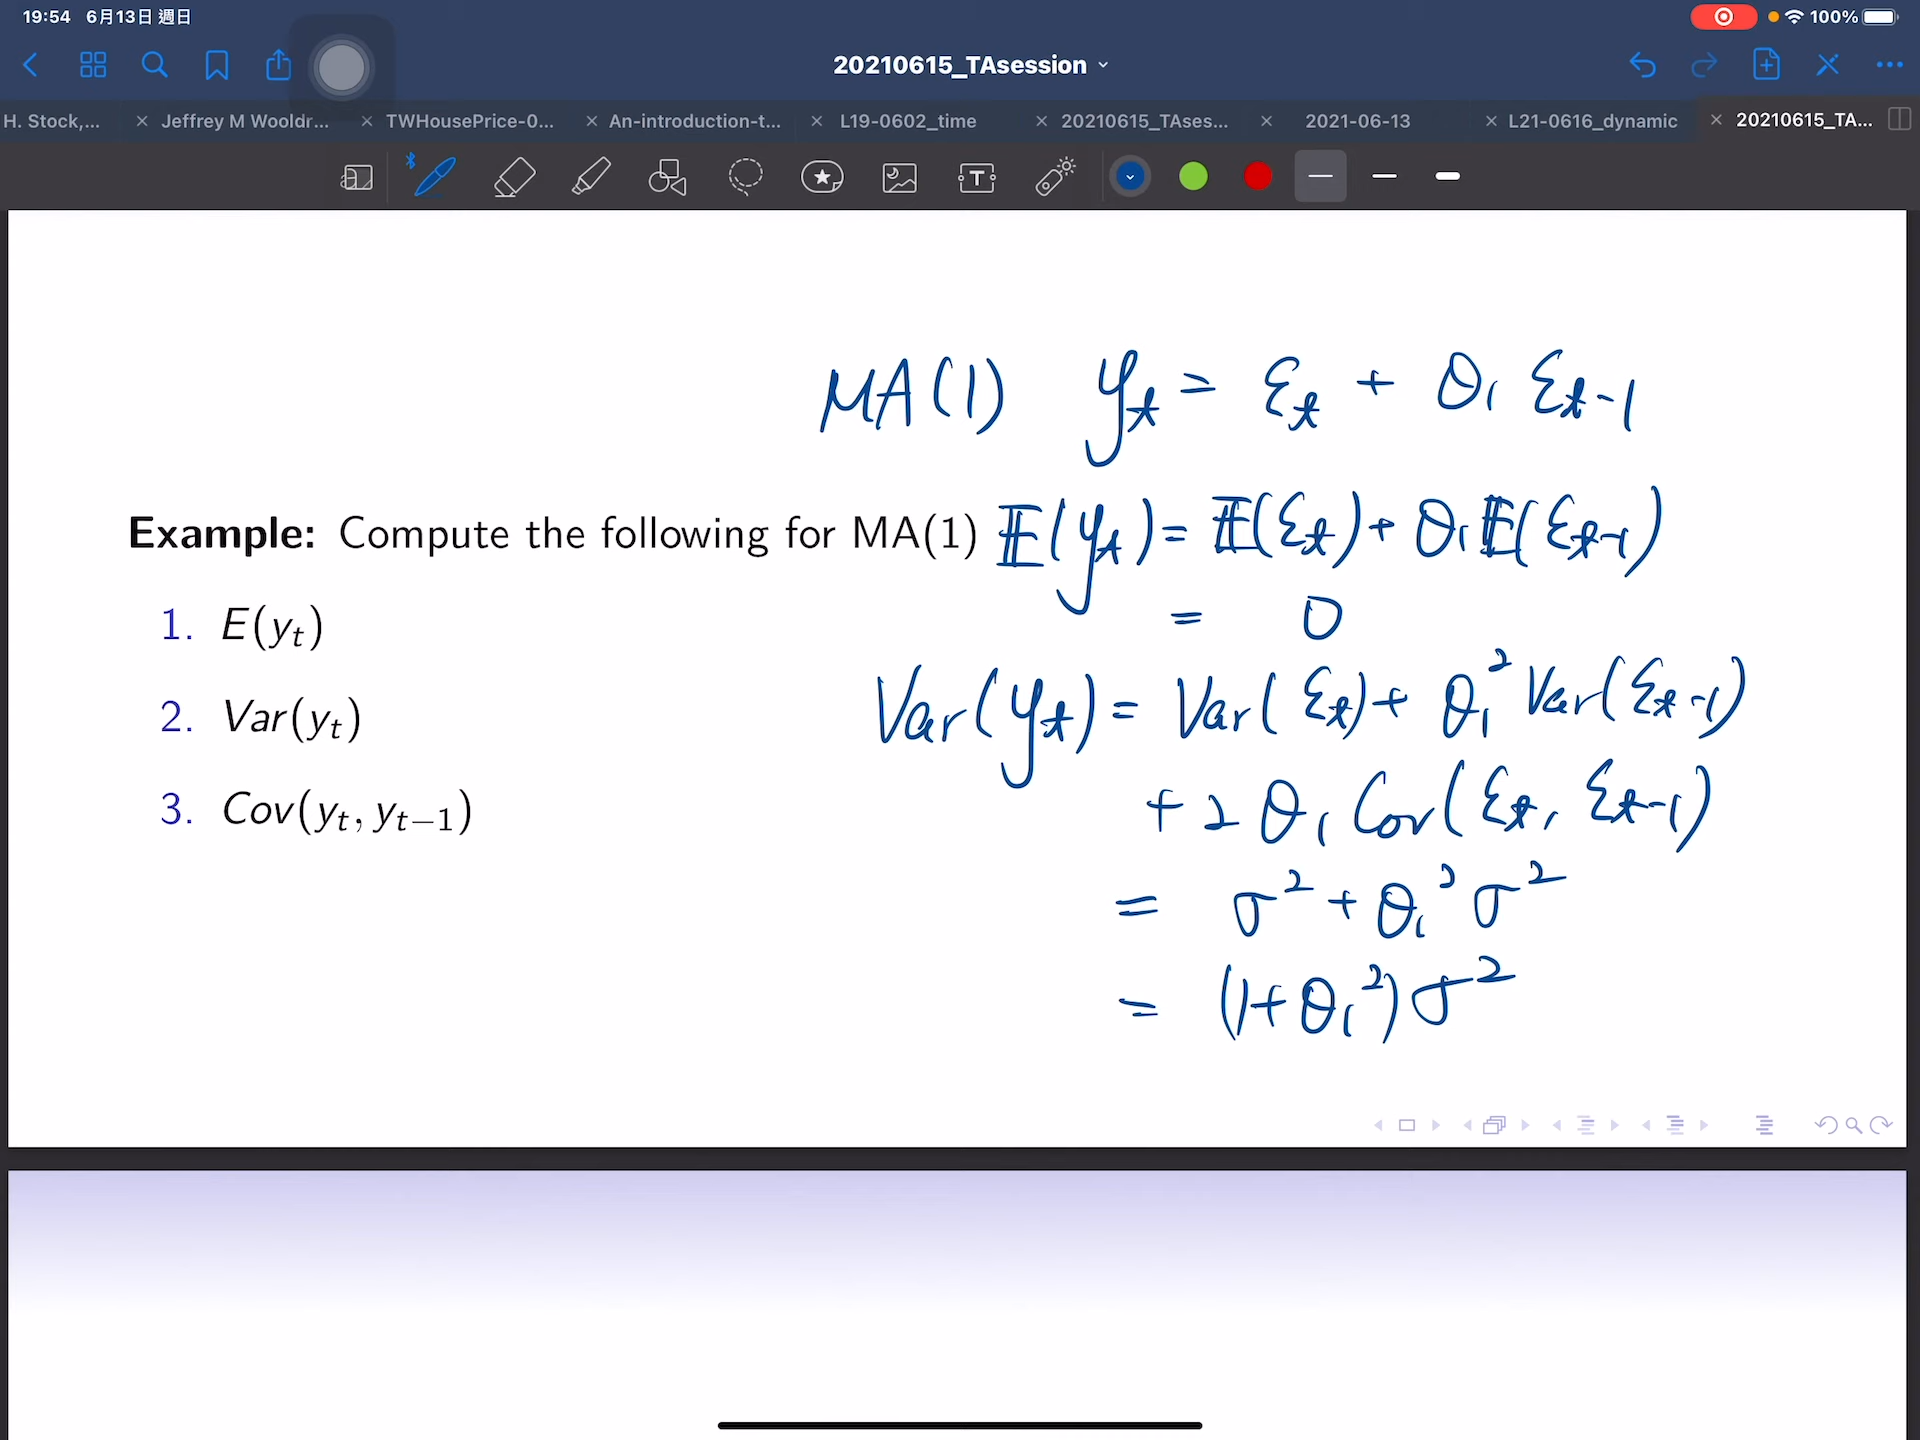 19:54 6月13日 週日 100%
20210615_TAsession
H. Stock,... Jeffrey M Wooldr... TWHousePrice-0... An-introduction-t... L19-0602_time 20210615_TAses... 2021-06-13 L21-0616_dynamic 20210615_TA...
MA(1) yₜ = εₜ + θ₁ εₜ₋₁
Example: Compute the following for MA(1)
𝔼(yₜ) = 𝔼(εₜ) + θ₁ 𝔼(εₜ₋₁)
= 0
1. E(yₜ)
2. Var(yₜ)
3. Cov(yₜ, yₜ₋₁)
Var(yₜ) = Var(εₜ) + θ₁² Var(εₜ₋₁)
+ 2 θ₁ Cov(εₜ, εₜ₋₁)
= σ² + θ₁² σ²
= (1+θ₁²) σ²